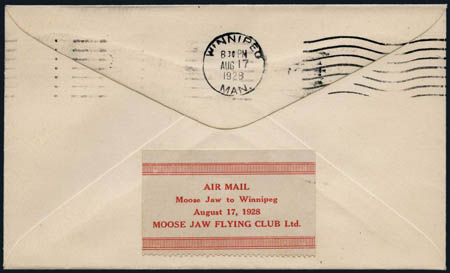 WINNIPEG
8 30 PM
AUG 17
1928
MAN.
AIR MAIL
Moose Jaw to Winnipeg
August 17, 1928
MOOSE JAW FLYING CLUB Ltd.